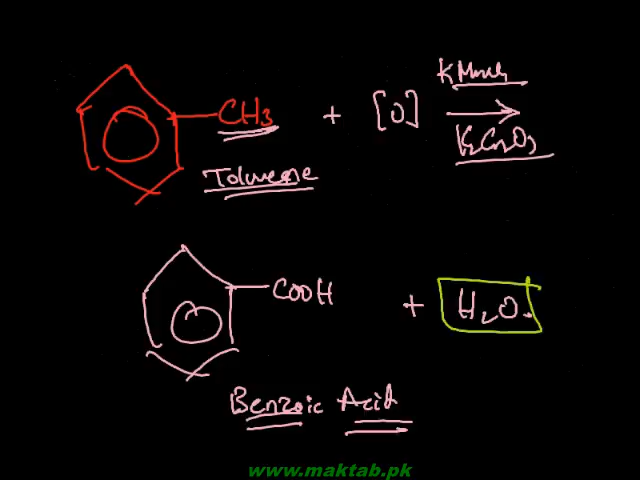 CH3 + [O] KMnO4
K2Cr2O7
Toluene
COOH + H2O.
Benzoic Acid
www.maktab.pk